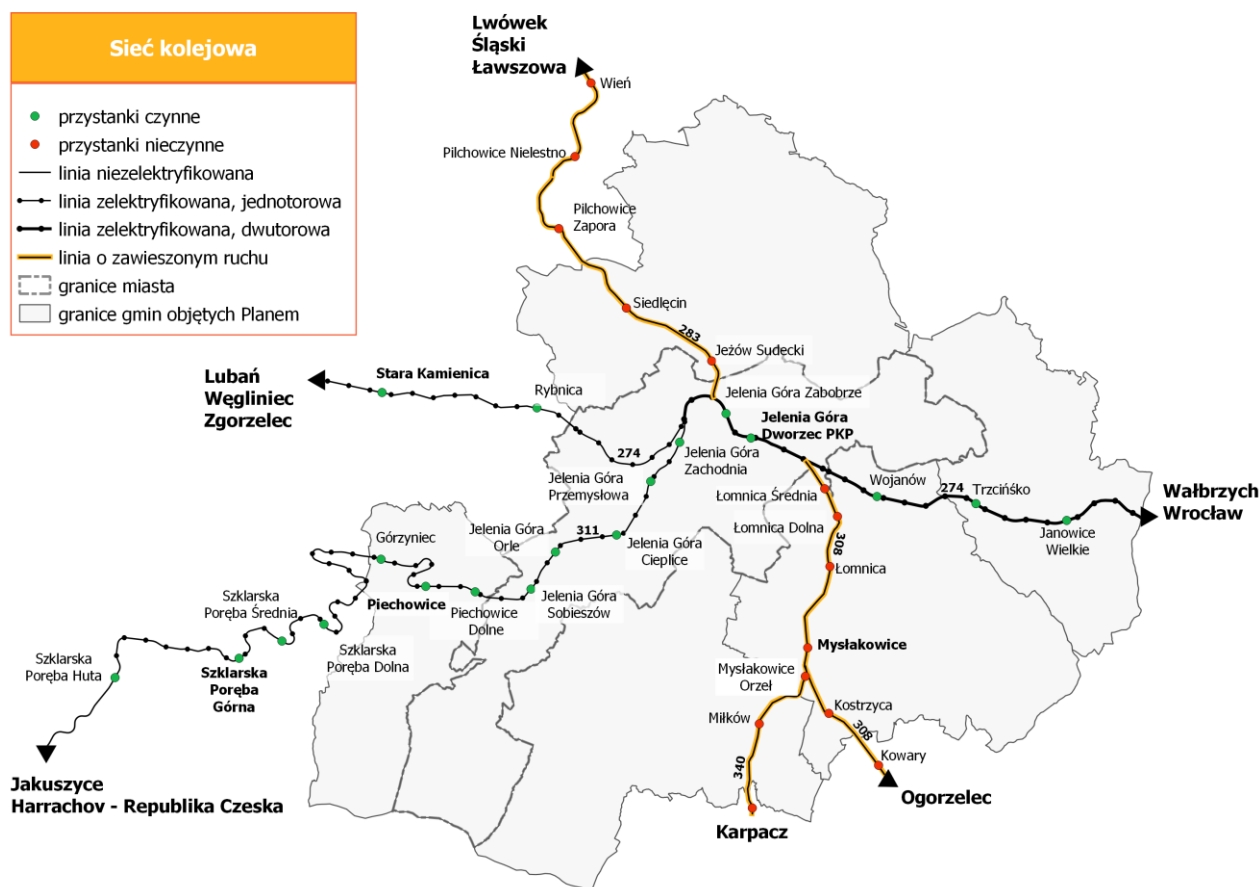 Sieć kolejowa
przystanki czynne
przystanki nieczynne
linia niezelektryfikowana
linia zelektryfikowana, jednotorowa
linia zelektryfikowana, dwutorowa
linia o zawieszonym ruchu
granice miasta
granice gmin objętych Planem
Lwówek
Śląski
Ławszowa
Wień
Pilchowice Nielestno
Pilchowice
Zapora
Siedlęcin
283
Jeżów Sudecki
Stara Kamienica
Lubań
Węgliniec
Zgorzelec
Rybnica
274
Jelenia Góra Zabobrze
Jelenia Góra
Dworzec PKP
Jelenia Góra
Zachodnia
Jelenia Góra
Przemysłowa
Wojanów
274
Trzcińśko
Janowice
Wielkie
Wałbrzych
Wrocław
Łomnica Średnia
Łomnica Dolna
308
Łomnica
Jelenia Góra
Orle
311
Jelenia Góra
Cieplice
Górzyniec
Piechowice
Piechowice
Dolne
Jelenia Góra
Sobieszów
Szklarska
Poręba Średnia
Szklarska
Poręba Dolna
Szklarska
Poręba Huta
Szklarska
Poręba
Górna
Mysłakowice
Mysłakowice
Orzeł
Miłków
Kostrzyca
308
Kowary
340
Jakuszyce
Harrachov - Republika Czeska
Karpacz
Ogorzelec